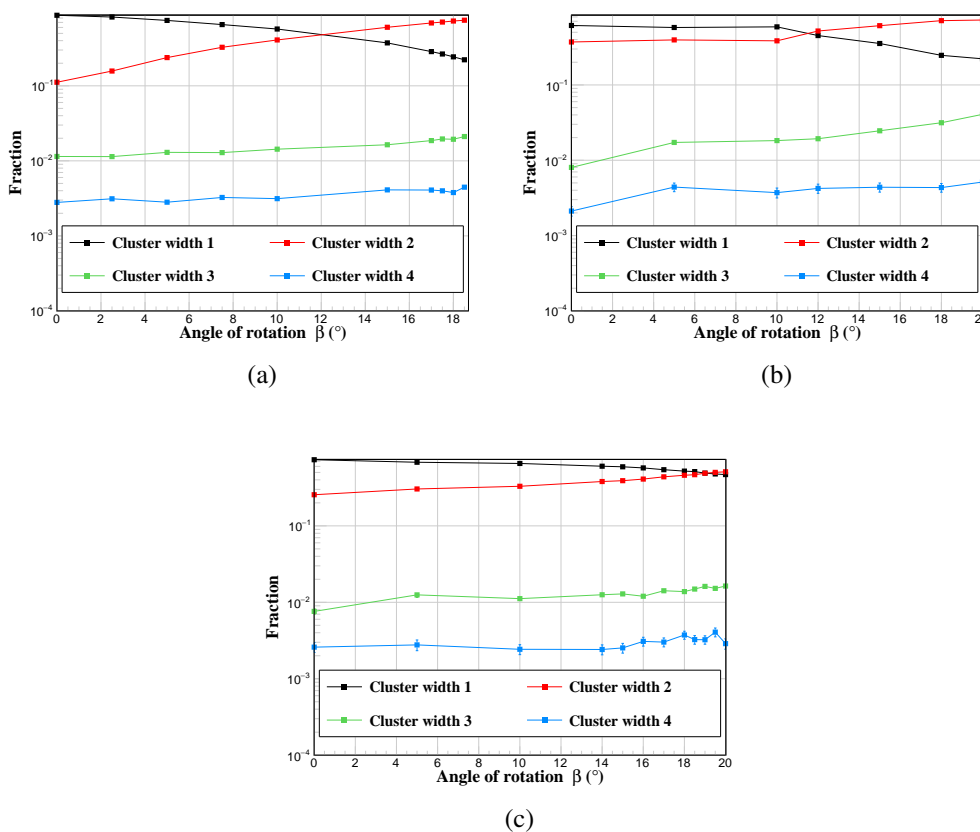 Fraction
10⁻¹
10⁻²
10⁻³
10⁻⁴
Cluster width 1
Cluster width 2
Cluster width 3
Cluster width 4
0 2 4 6 8 10 12 14 16 18
Angle of rotation β (°)
(a)
Fraction
10⁻¹
10⁻²
10⁻³
10⁻⁴
Cluster width 1
Cluster width 2
Cluster width 3
Cluster width 4
0 2 4 6 8 10 12 14 16 18 20
Angle of rotation β (°)
(b)
Fraction
10⁻¹
10⁻²
10⁻³
10⁻⁴
Cluster width 1
Cluster width 2
Cluster width 3
Cluster width 4
0 2 4 6 8 10 12 14 16 18 20
Angle of rotation β (°)
(c)